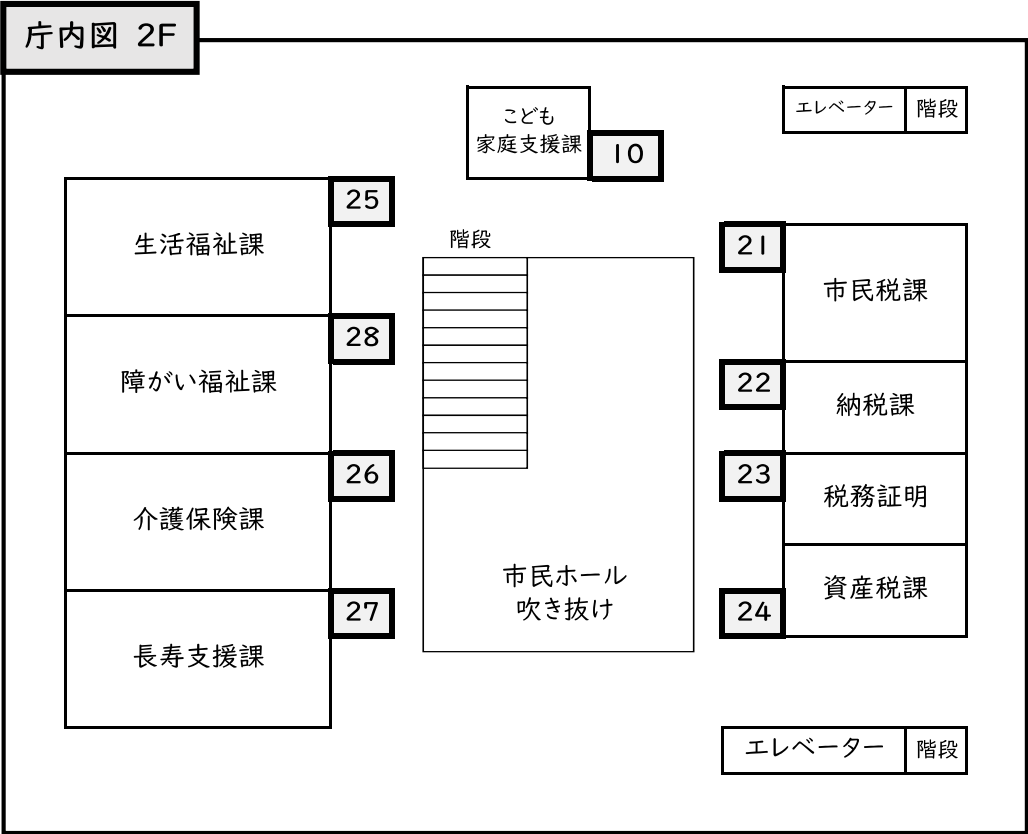 庁内図 2F
こども
家庭支援課
10
エレベーター
階段
25
生活福祉課
28
障がい福祉課
26
介護保険課
27
長寿支援課
階段
市民ホール
吹き抜け
21
市民税課
22
納税課
23
税務証明
24
資産税課
エレベーター
階段